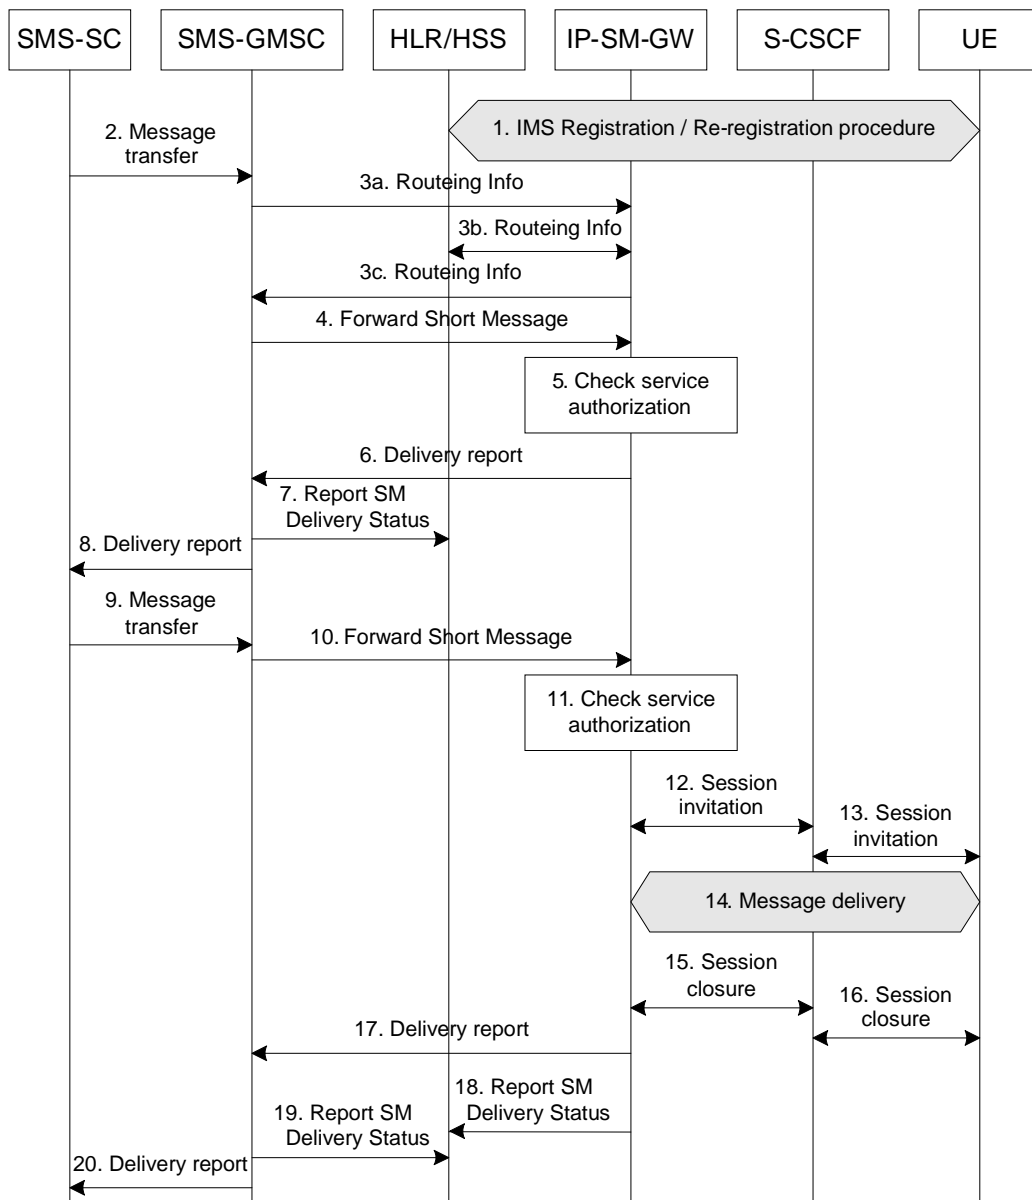 SMS-SC
SMS-GMSC
HLR/HSS
IP-SM-GW
S-CSCF
UE
1. IMS Registration / Re-registration procedure
2. Message
transfer
3a. Routeing Info
3b. Routeing Info
3c. Routeing Info
4. Forward Short Message
5. Check service
authorization
6. Delivery report
7. Report SM
Delivery Status
8. Delivery report
9. Message
transfer
10. Forward Short Message
11. Check service
authorization
12. Session
invitation
13. Session
invitation
14. Message delivery
15. Session
closure
16. Session
closure
17. Delivery report
18. Report SM
Delivery Status
19. Report SM
Delivery Status
20. Delivery report